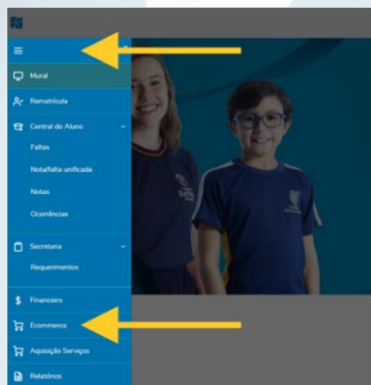 Mural
Rematrícula
Central do Aluno
Faltas
Nota/falta unificada
Notas
Ocorrências
Secretaria
Requerimentos
Financeiro
Ecommerce
Aquisição Serviços
Relatórios